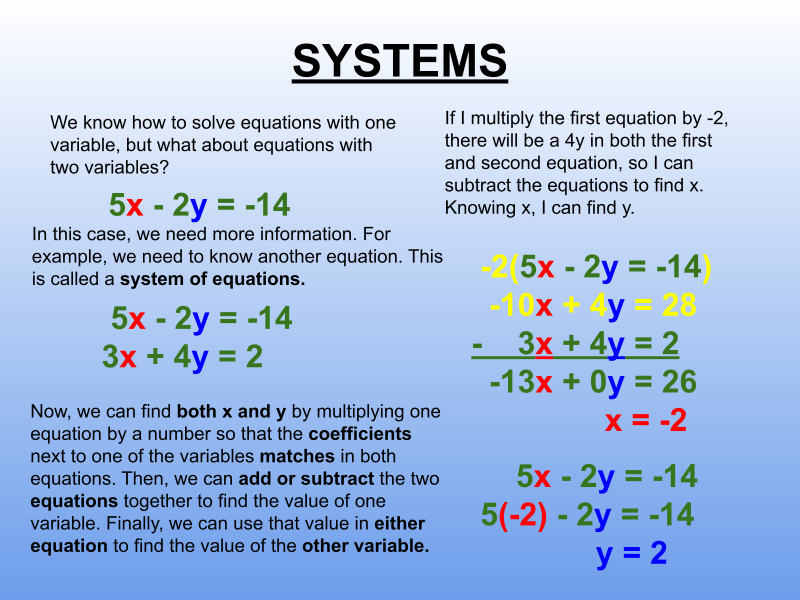 SYSTEMS
We know how to solve equations with one
variable, but what about equations with
two variables?
5x - 2y = -14
In this case, we need more information. For
example, we need to know another equation. This
is called a system of equations.
5x - 2y = -14
3x + 4y = 2
Now, we can find both x and y by multiplying one
equation by a number so that the coefficients
next to one of the variables matches in both
equations. Then, we can add or subtract the two
equations together to find the value of one
variable. Finally, we can use that value in either
equation to find the value of the other variable.
If I multiply the first equation by -2,
there will be a 4y in both the first
and second equation, so I can
subtract the equations to find x.
Knowing x, I can find y.
-2(5x - 2y = -14)
-10x + 4y = 28
- 3x + 4y = 2
-13x + 0y = 26
x = -2
5x - 2y = -14
5(-2) - 2y = -14
y = 2